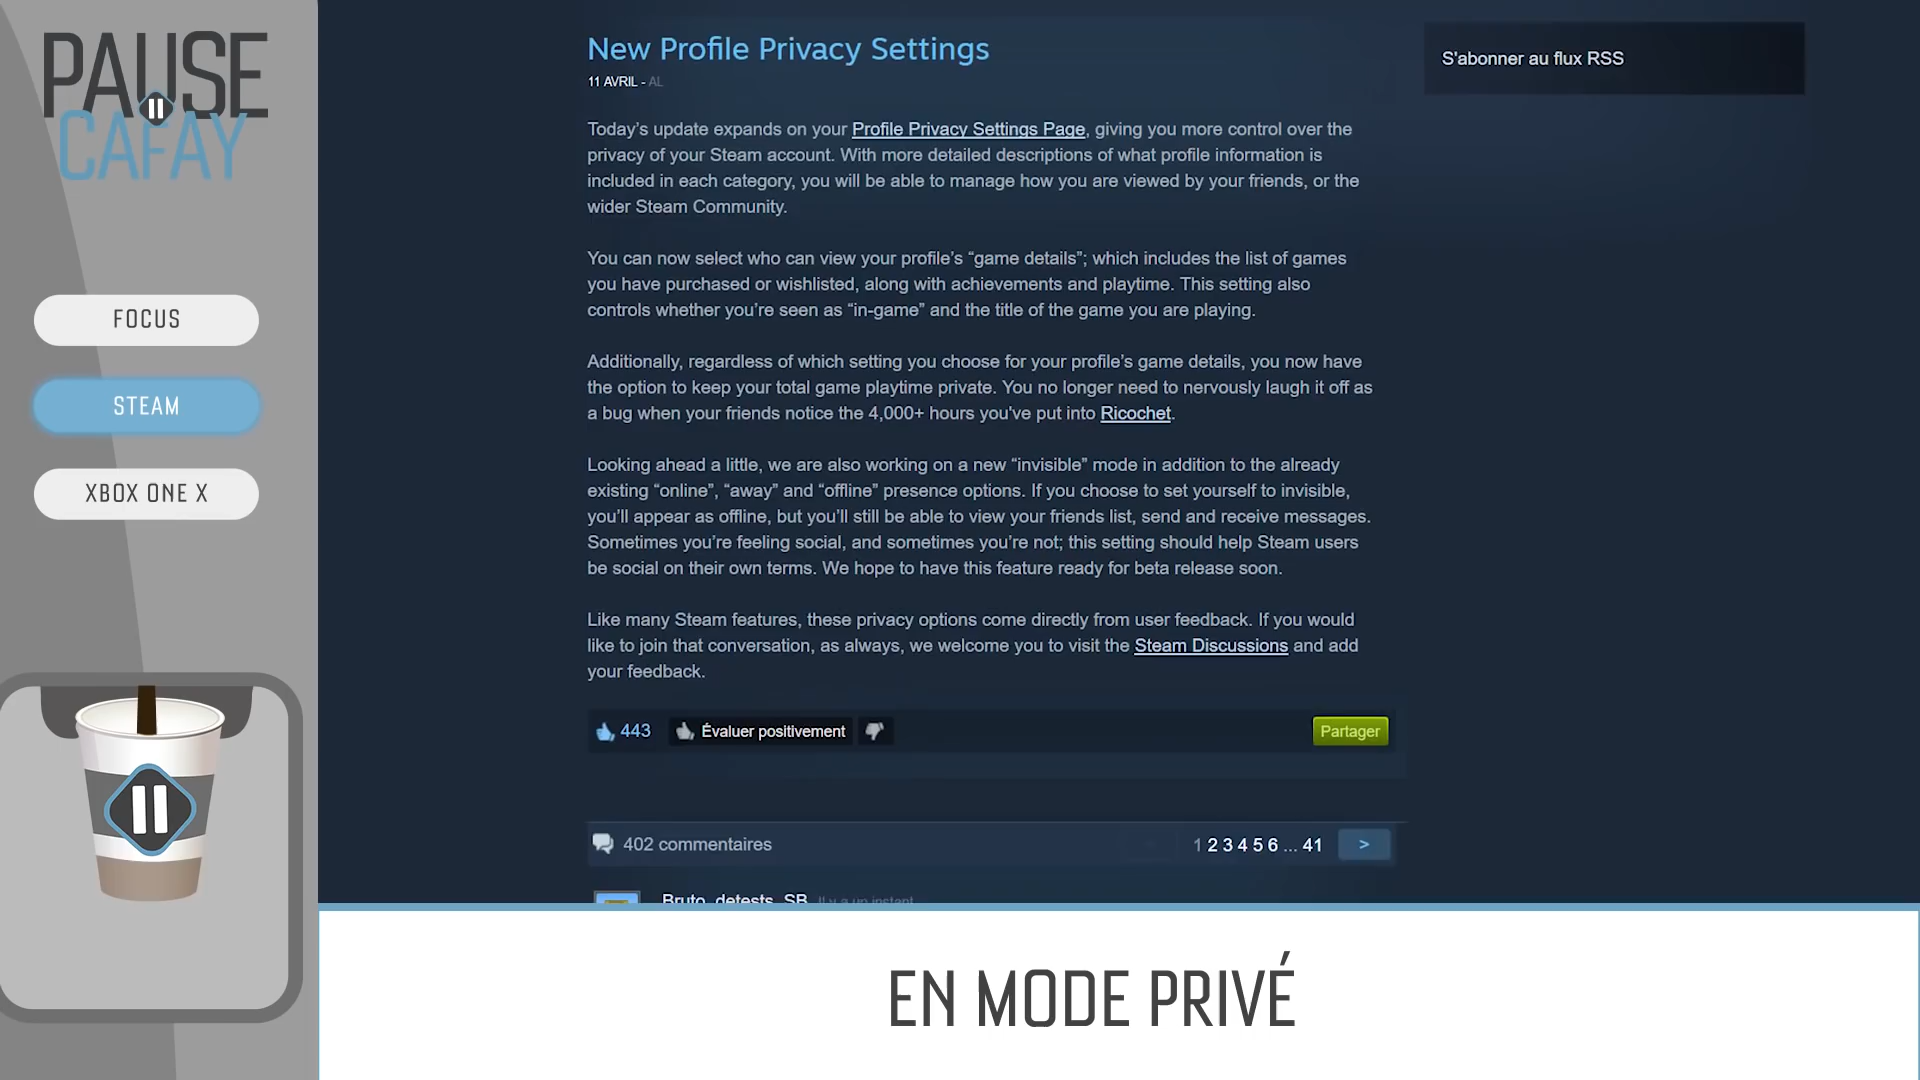 PAUSE
CAFAY
FOCUS
STEAM
XBOX ONE X
New Profile Privacy Settings
11 AVRIL - AL
Today’s update expands on your Profile Privacy Settings Page, giving you more control over the
privacy of your Steam account. With more detailed descriptions of what profile information is
included in each category, you will be able to manage how you are viewed by your friends, or the
wider Steam Community.
You can now select who can view your profile’s “game details”; which includes the list of games
you have purchased or wishlisted, along with achievements and playtime. This setting also
controls whether you’re seen as “in-game” and the title of the game you are playing.
Additionally, regardless of which setting you choose for your profile’s game details, you now have
the option to keep your total game playtime private. You no longer need to nervously laugh it off as
a bug when your friends notice the 4,000+ hours you've put into Ricochet.
Looking ahead a little, we are also working on a new “invisible” mode in addition to the already
existing “online”, “away” and “offline” presence options. If you choose to set yourself to invisible,
you’ll appear as offline, but you’ll still be able to view your friends list, send and receive messages.
Sometimes you’re feeling social, and sometimes you’re not; this setting should help Steam users
be social on their own terms. We hope to have this feature ready for beta release soon.
Like many Steam features, these privacy options come directly from user feedback. If you would
like to join that conversation, as always, we welcome you to visit the Steam Discussions and add
your feedback.
443 Évaluer positivement Partager
402 commentaires 1 2 3 4 5 6 ... 41 >
Bruto_detests_SB Il y a un instant
S'abonner au flux RSS
EN MODE PRIVÉ